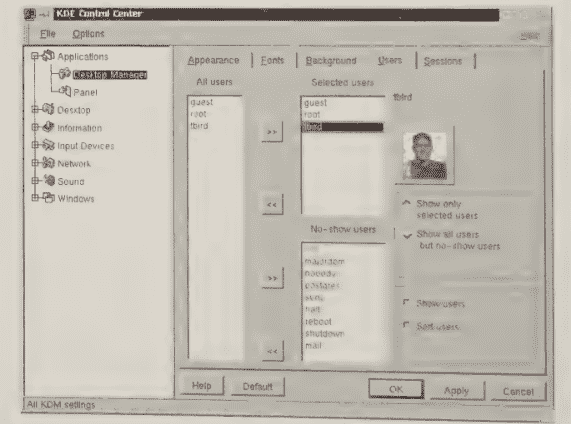 KDE Control Center
File Options Help
Applications
Desktop Manager
Panel
Desktop
Information
Input Devices
Network
Sound
Windows
Appearance Fonts Background Users Sessions
All users
guest
root
fbird
>>
<<
>>
<<
Selected users
guest
root
fbird
No-show users
majordom
nobody
postgres
sync
halt
reboot
shutdown
mail
fbird
Show only
selected users
Show all users
but no-show users
Show users
Sort users
Help Default OK Apply Cancel
All KDM settings